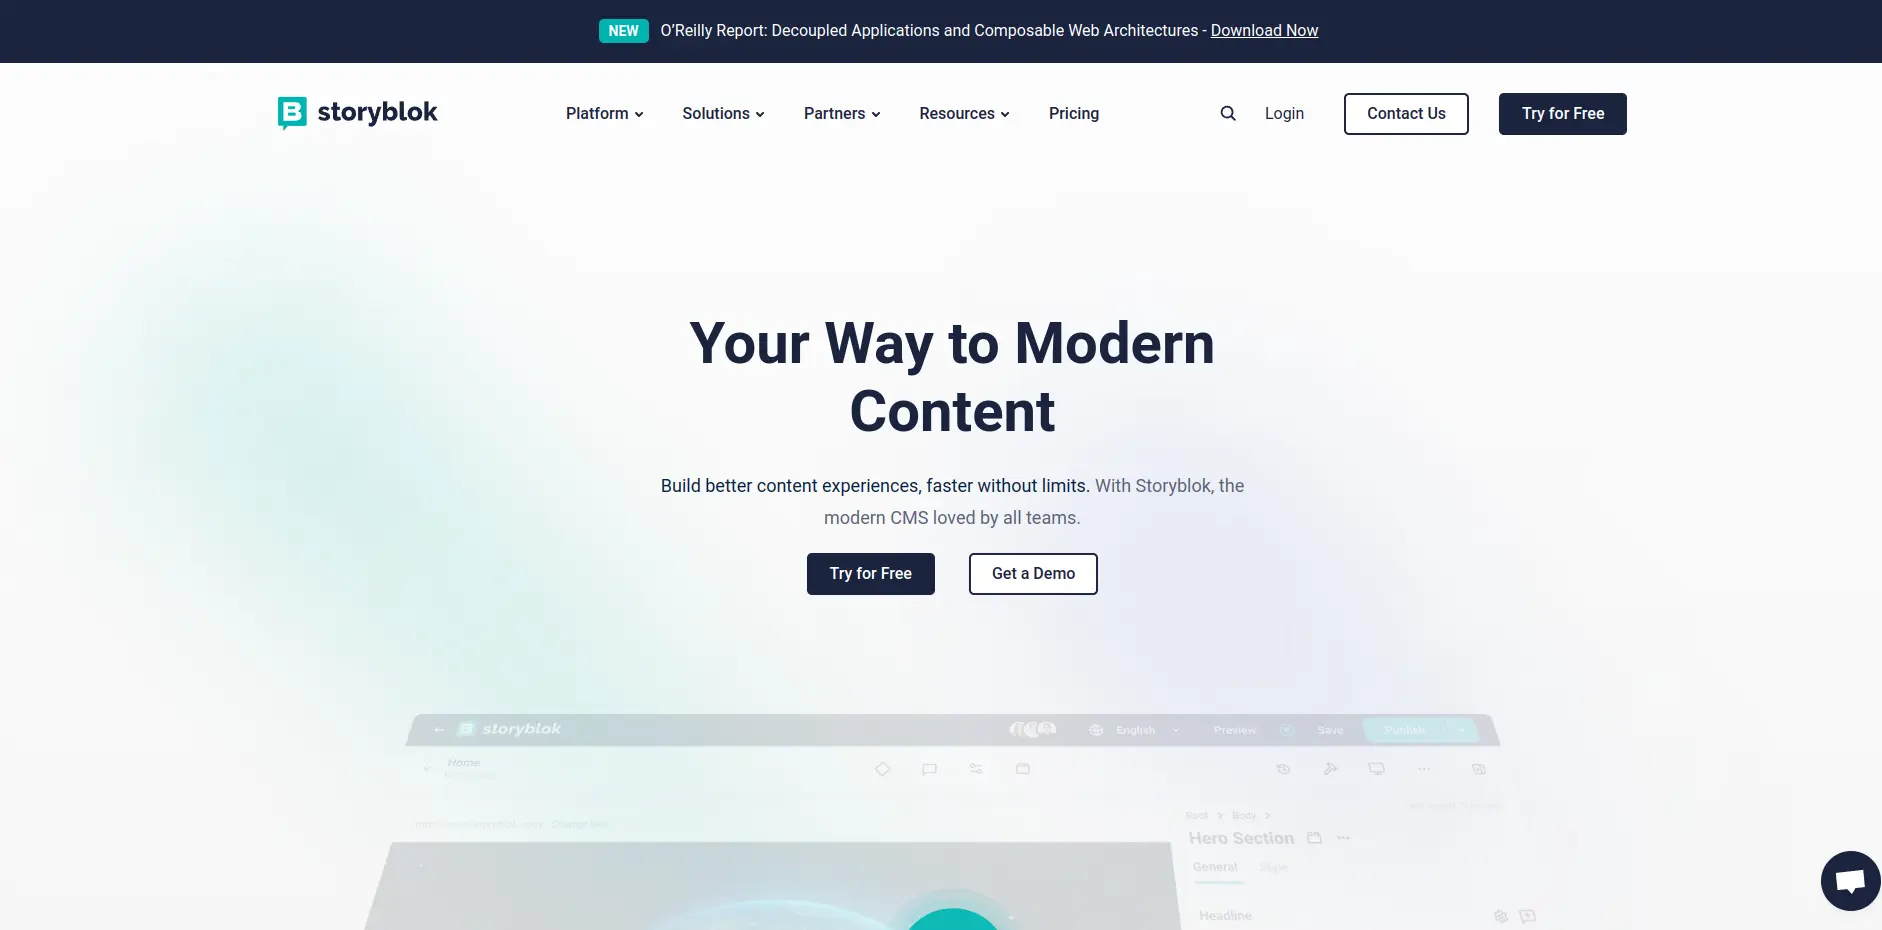 NEW O’Reilly Report: Decoupled Applications and Composable Web Architectures - Download Now
B storyblok
Platform Solutions Partners Resources Pricing Login Contact Us Try for Free
Your Way to Modern
Content
Build better content experiences, faster without limits. With Storyblok, the
modern CMS loved by all teams.
Try for Free Get a Demo
B storyblok English Preview Save Publish
Home
Change URL
Root Body
Hero Section
General Style
Headline